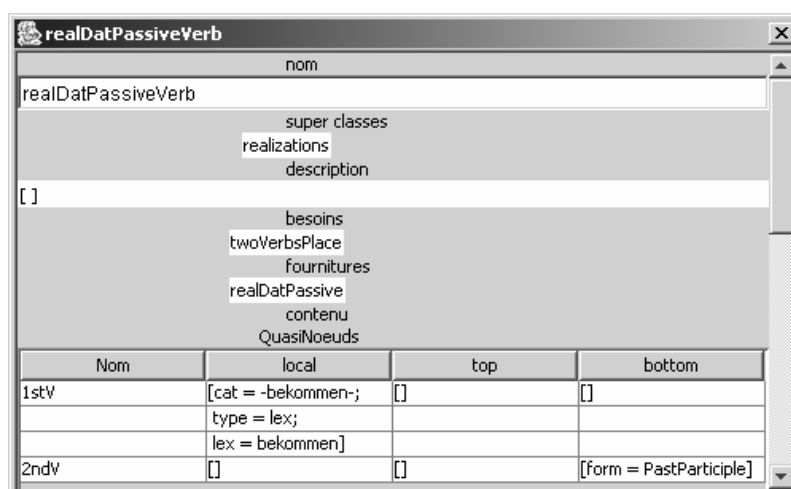 realDatPassiveVerb
nom
realDatPassiveVerb
super classes
realizations
description
[ ]
besoins
twoVerbsPlace
fournitures
realDatPassive
contenu
QuasiNoeuds
Nom local top bottom
1stV [cat = -bekommen-; [] []
type = lex;
lex = bekommen]
2ndV [] [] [form = PastParticiple]